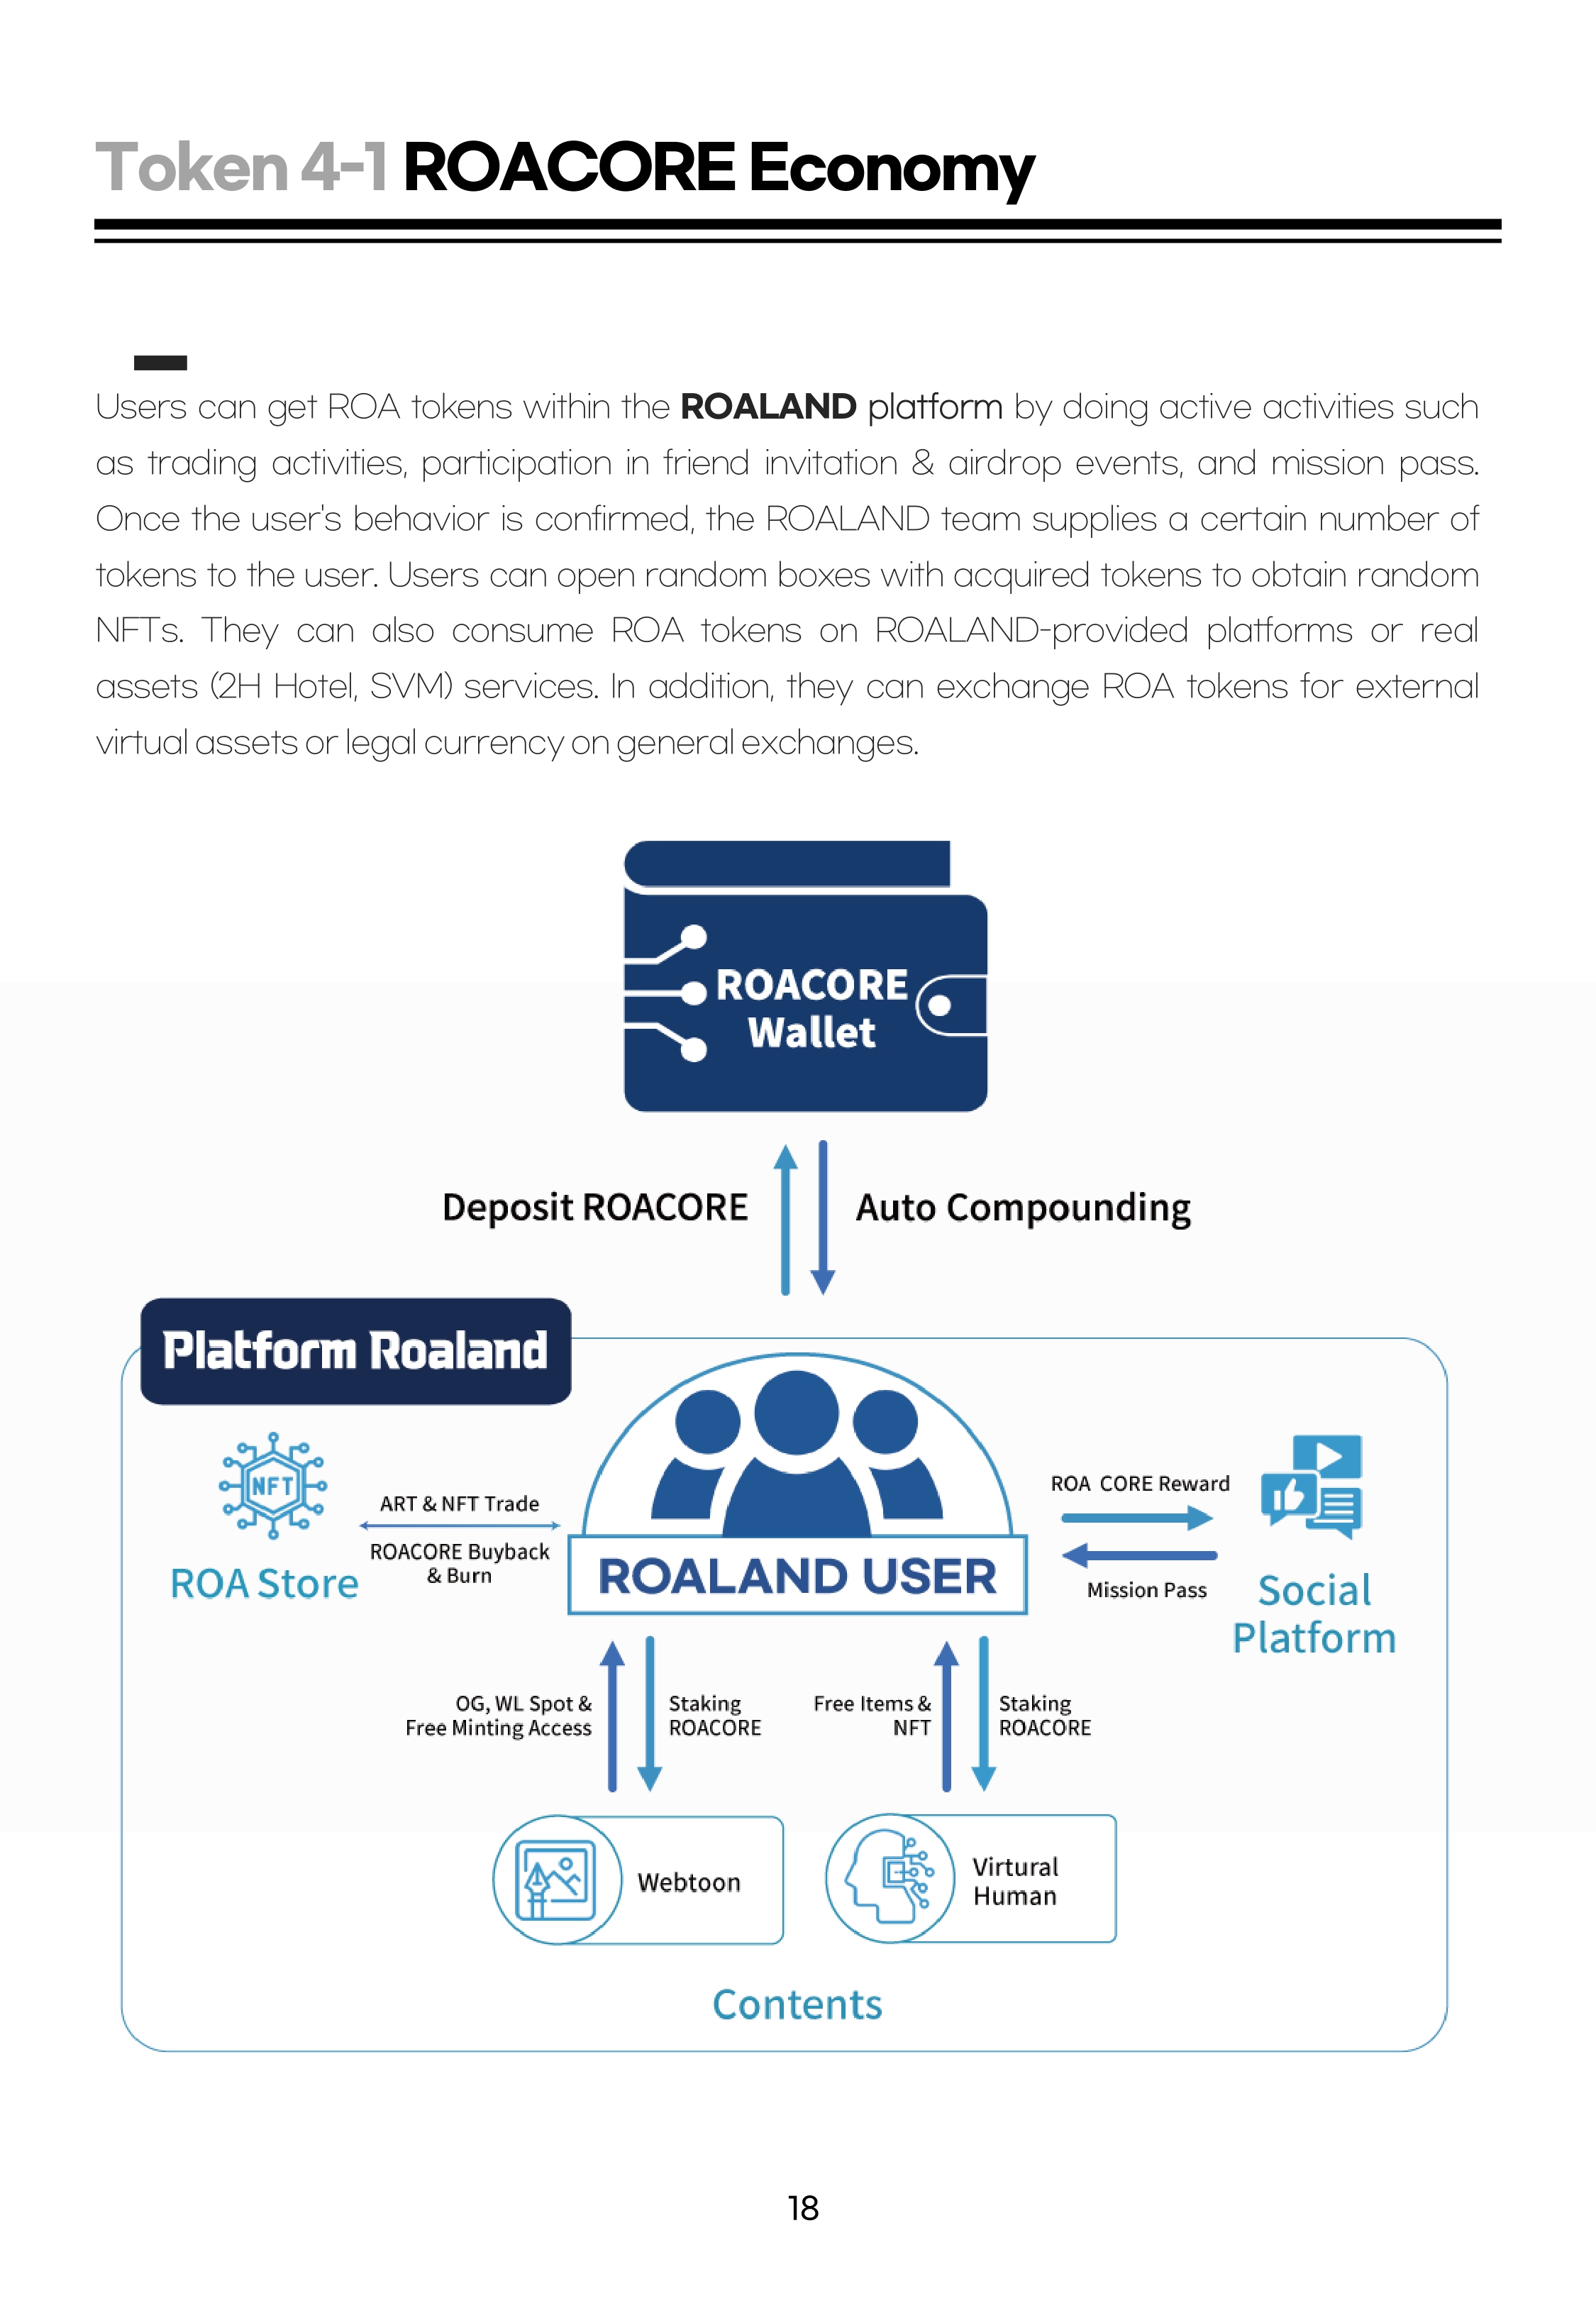 Token 4-1 ROACORE Economy
Users can get ROA tokens within the ROALAND platform by doing active activities such
as trading activities, participation in friend invitation & airdrop events, and mission pass.
Once the user's behavior is confirmed, the ROALAND team supplies a certain number of
tokens to the user. Users can open random boxes with acquired tokens to obtain random
NFTs. They can also consume ROA tokens on ROALAND-provided platforms or real
assets (2H Hotel, SVM) services. In addition, they can exchange ROA tokens for external
virtual assets or legal currency on general exchanges.
ROACORE
Wallet
Deposit ROACORE
Auto Compounding
Platform Roaland
NFT
ROA Store
ART & NFT Trade
ROACORE Buyback
& Burn
ROALAND USER
ROA CORE Reward
Mission Pass
Social
Platform
OG, WL Spot &
Free Minting Access
Staking
ROACORE
Free Items &
NFT
Staking
ROACORE
Webtoon
Virtural
Human
Contents
18